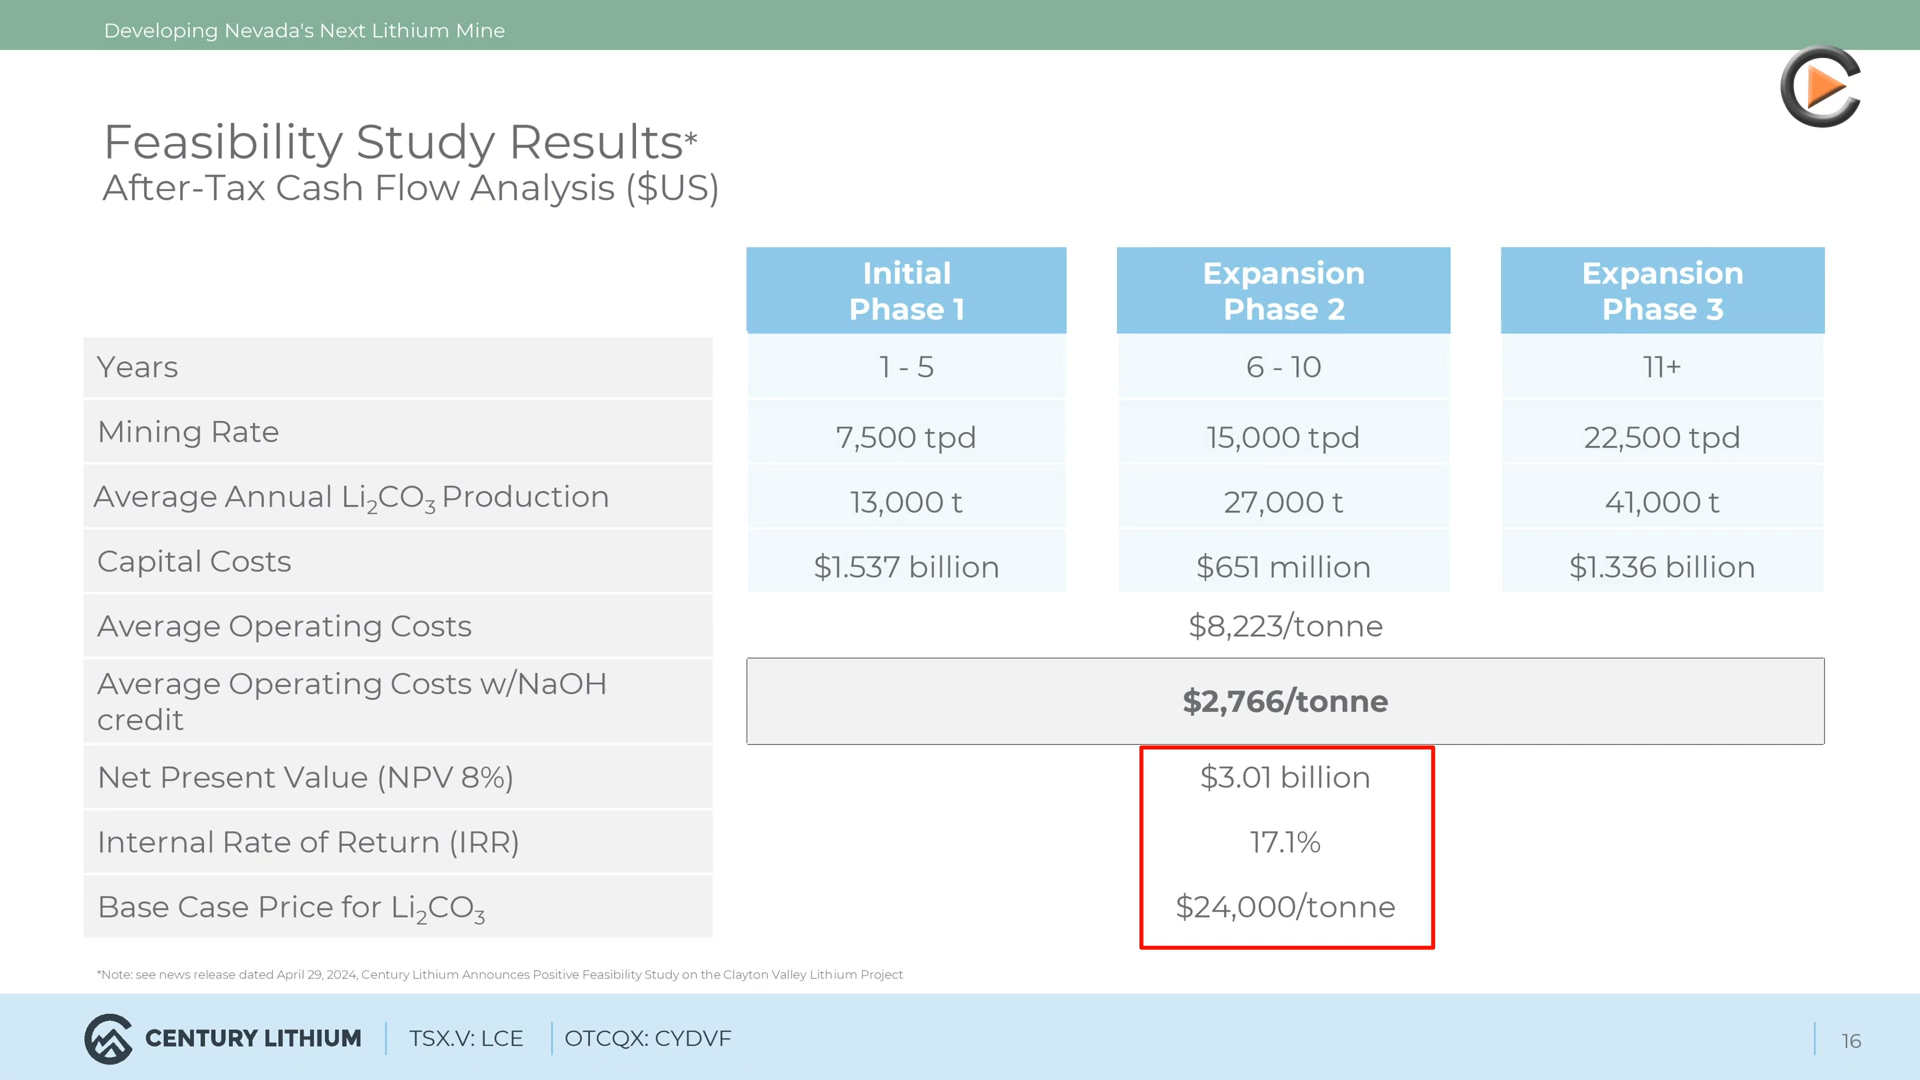 Developing Nevada's Next Lithium Mine
Feasibility Study Results*
After-Tax Cash Flow Analysis ($US)
Initial
Phase 1
Expansion
Phase 2
Expansion
Phase 3
Years
1 - 5
6 - 10
11+
Mining Rate
7,500 tpd
15,000 tpd
22,500 tpd
Average Annual Li₂CO₃ Production
13,000 t
27,000 t
41,000 t
Capital Costs
$1.537 billion
$651 million
$1.336 billion
Average Operating Costs
$8,223/tonne
Average Operating Costs w/NaOH
credit
$2,766/tonne
Net Present Value (NPV 8%)
$3.01 billion
Internal Rate of Return (IRR)
17.1%
Base Case Price for Li₂CO₃
$24,000/tonne
*Note: see news release dated April 29, 2024, Century Lithium Announces Positive Feasibility Study on the Clayton Valley Lithium Project
CENTURY LITHIUM
TSX.V: LCE
OTCQX: CYDVF
16